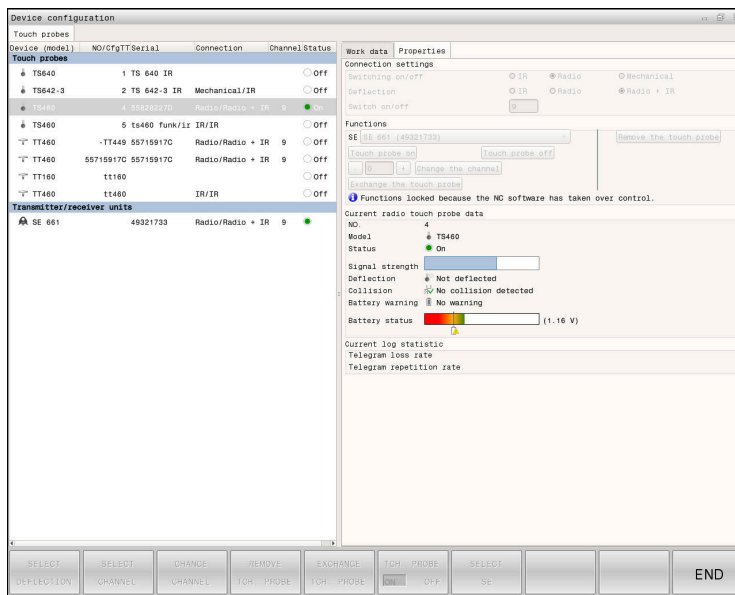 Device configuration
Touch probes
Device (model) NO/CfgTT Serial Connection Channel Status
Touch probes
TS640 1 TS 640 IR Off
TS642-3 2 TS 642-3 IR Mechanical/IR Off
TS460 4 55828227D Radio/Radio + IR 8 On
TS460 5 ts460 funk/ir IR/IR Off
TT460 -TT449 55715917C Radio/Radio + IR 9 Off
TT460 55715917C 55715917C Radio/Radio + IR 9 Off
TT160 tt160 Off
TT460 tt460 IR/IR Off
Transmitter/receiver units
SE 661 49321733 Radio/Radio + IR 9
Work data Properties
Connection settings
Switching on/off IR Radio Mechanical
Deflection IR Radio Radio + IR
Switch on/off
Functions
SE SE 661 (49321733) Remove the touch probe
Touch probe on Touch probe off
- 0 + Change the channel
Exchange the touch probe
Functions locked because the NC software has taken over control.
Current radio touch probe data
NO. 4
Model TS460
Status On
Signal strength
Deflection Not deflected
Collision No collision detected
Battery warning No warning
Battery status (1.16 V)
Current log statistic
Telegram loss rate
Telegram repetition rate
SELECT DEFLECTION
SELECT CHANNEL
CHANGE CHANNEL
REMOVE TCH. PROBE
EXCHANGE TCH. PROBE
TCH. PROBE ON OFF
SELECT SE
END